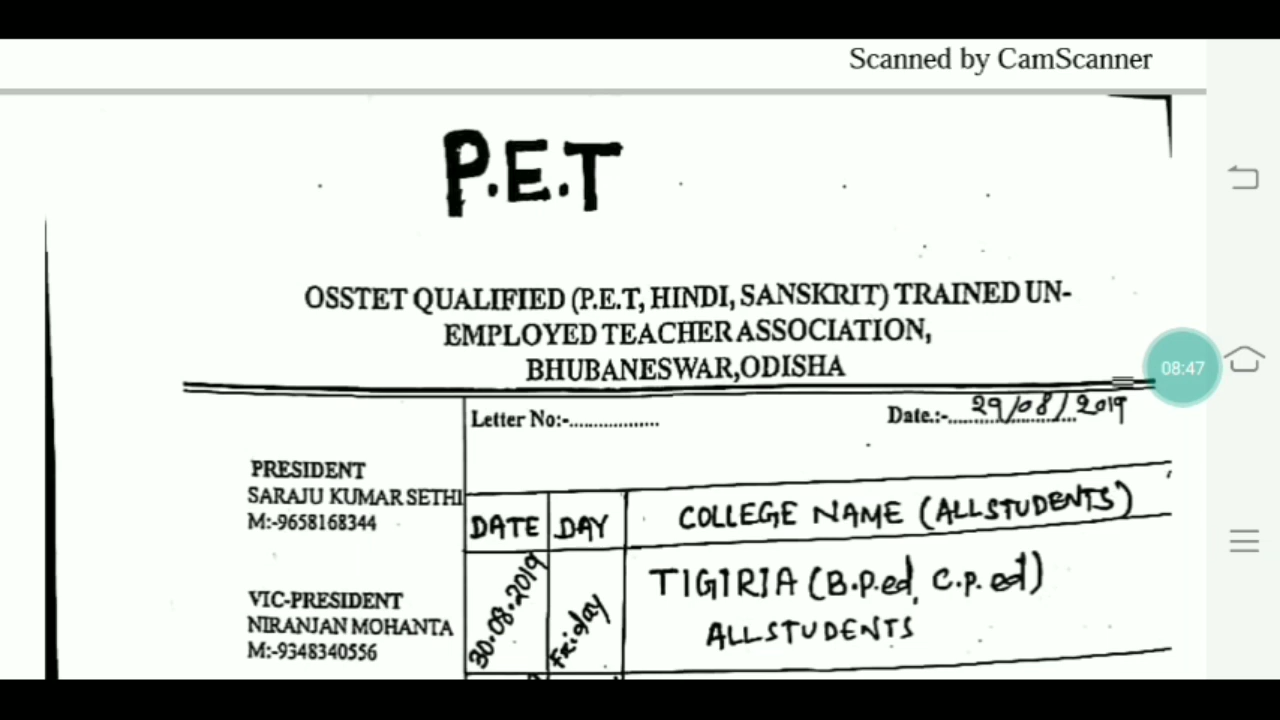 Scanned by CamScanner
P.E.T
OSSTET QUALIFIED (P.E.T, HINDI, SANSKRIT) TRAINED UN-
EMPLOYED TEACHER ASSOCIATION,
BHUBANESWAR,ODISHA
08:47
Letter No:-..................
Date.:-...29/08/2019
PRESIDENT
SARAJU KUMAR SETHI
M:-9658168344
DATE DAY COLLEGE NAME (ALLSTUDENTS)
30.08.2019 Friday TIGIRIA (B.P.ed, C.P.ed)
ALLSTUDENTS
VIC-PRESIDENT
NIRANJAN MOHANTA
M:-9348340556